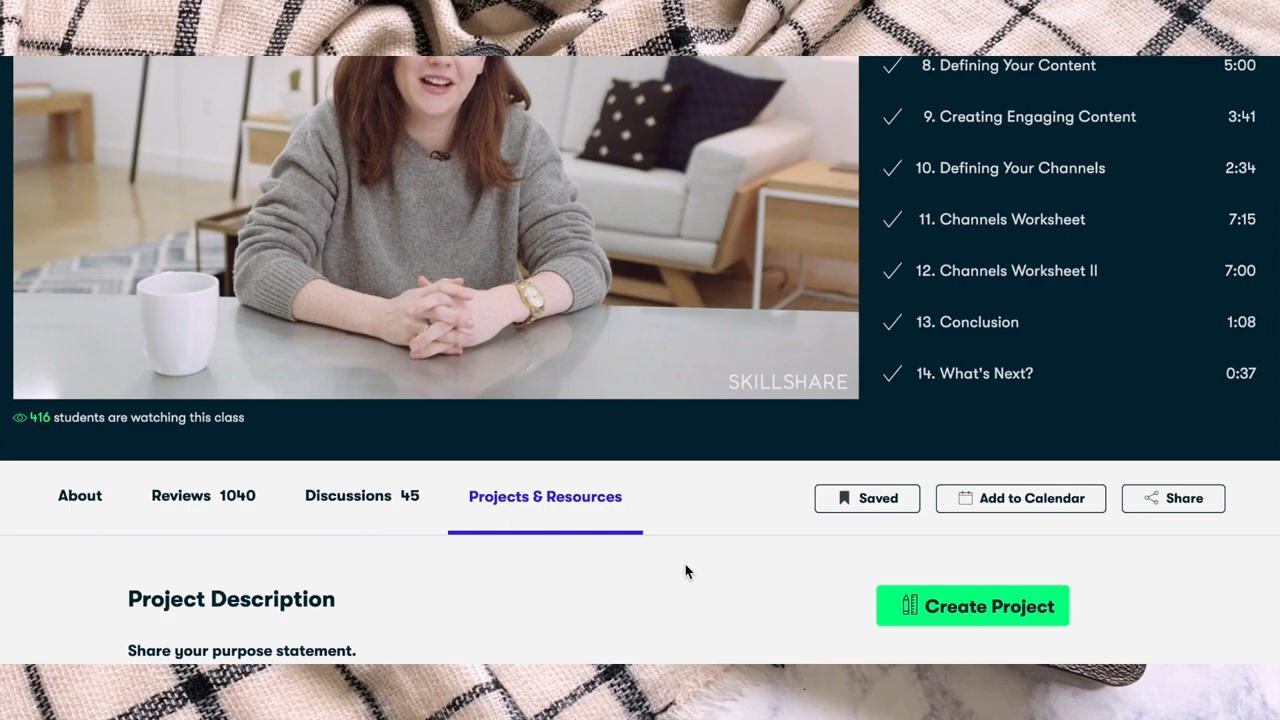 8. Defining Your Content 5:00
9. Creating Engaging Content 3:41
10. Defining Your Channels 2:34
11. Channels Worksheet 7:15
12. Channels Worksheet II 7:00
13. Conclusion 1:08
14. What's Next? 0:37
SKILLSHARE
416 students are watching this class
About Reviews 1040 Discussions 45 Projects & Resources Saved Add to Calendar Share
Project Description
Create Project
Share your purpose statement.